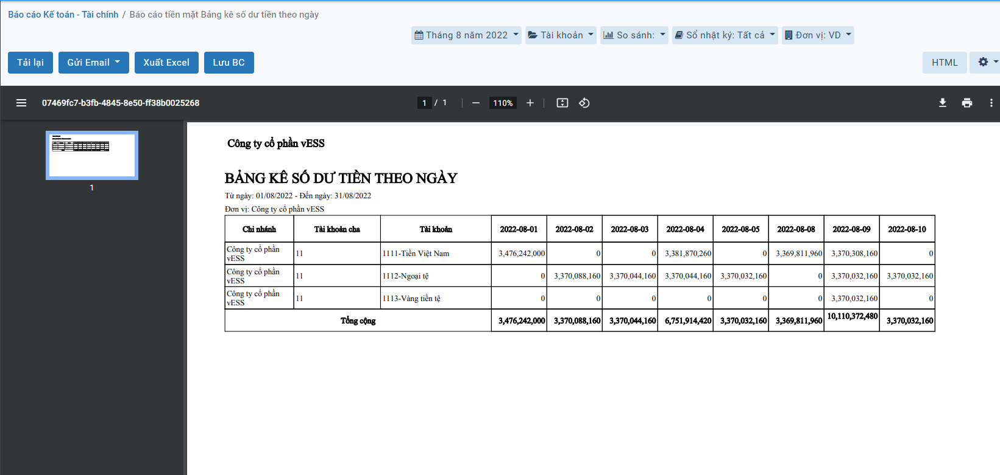 Báo cáo Kế toán - Tài chính / Báo cáo tiền mặt Bảng kê số dư tiền theo ngày
Tháng 8 năm 2022 Tài khoản So sánh: Sổ nhật ký: Tất cả Đơn vị: VD
Tải lại Gửi Email Xuất Excel Lưu BC HTML
07469fc7-b3fb-4845-8e50-ff38b0025268 1 / 1 110%
1
Công ty cổ phần vESS
BẢNG KÊ SỐ DƯ TIỀN THEO NGÀY
Từ ngày: 01/08/2022 - Đến ngày: 31/08/2022
Đơn vị: Công ty cổ phần vESS
Chi nhánh Tài khoản cha Tài khoản 2022-08-01 2022-08-02 2022-08-03 2022-08-04 2022-08-05 2022-08-08 2022-08-09 2022-08-10
Công ty cổ phần vESS 11 1111-Tiền Việt Nam 3,476,242,000 0 0 3,381,870,260 0 3,369,811,960 3,370,308,160 0
Công ty cổ phần vESS 11 1112-Ngoại tệ 0 3,370,088,160 3,370,044,160 3,370,044,160 3,370,032,160 0 3,370,032,160 3,370,032,160
Công ty cổ phần vESS 11 1113-Vàng tiền tệ 0 0 0 0 0 0 3,370,032,160 0
Tổng cộng 3,476,242,000 3,370,088,160 3,370,044,160 6,751,914,420 3,370,032,160 3,369,811,960 10,110,372,480 3,370,032,160